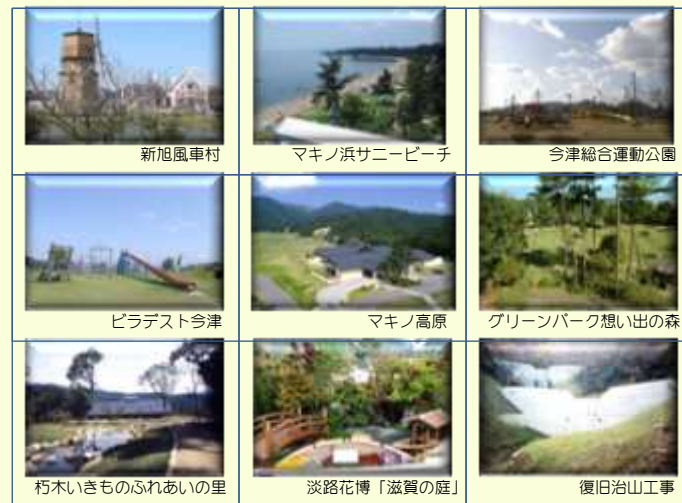 新旭風車村
マキノ浜サニービーチ
今津総合運動公園
ビラデスト今津
マキノ高原
グリーンパーク想い出の森
朽木いきものふれあいの里
淡路花博「滋賀の庭」
復旧治山工事